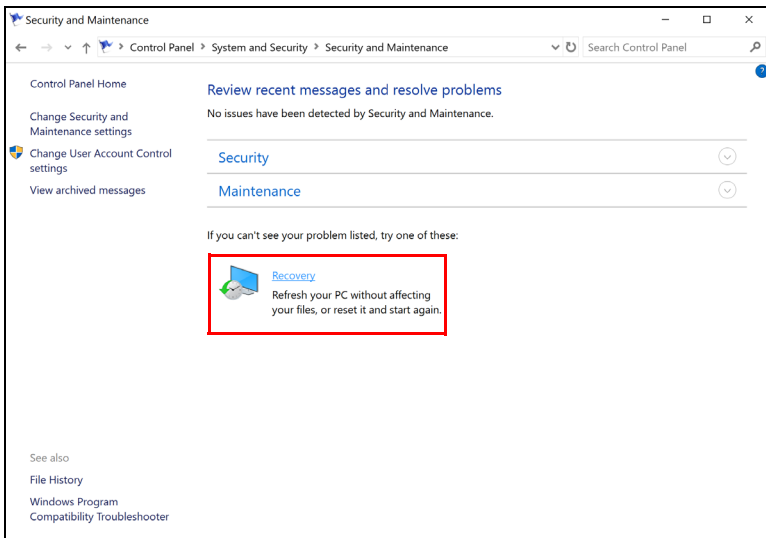 Security and Maintenance
Control Panel > System and Security > Security and Maintenance
Search Control Panel
?
Control Panel Home
Change Security and
Maintenance settings
Change User Account Control
settings
View archived messages
Review recent messages and resolve problems
No issues have been detected by Security and Maintenance.
Security
Maintenance
If you can't see your problem listed, try one of these:
Recovery
Refresh your PC without affecting
your files, or reset it and start again.
See also
File History
Windows Program
Compatibility Troubleshooter